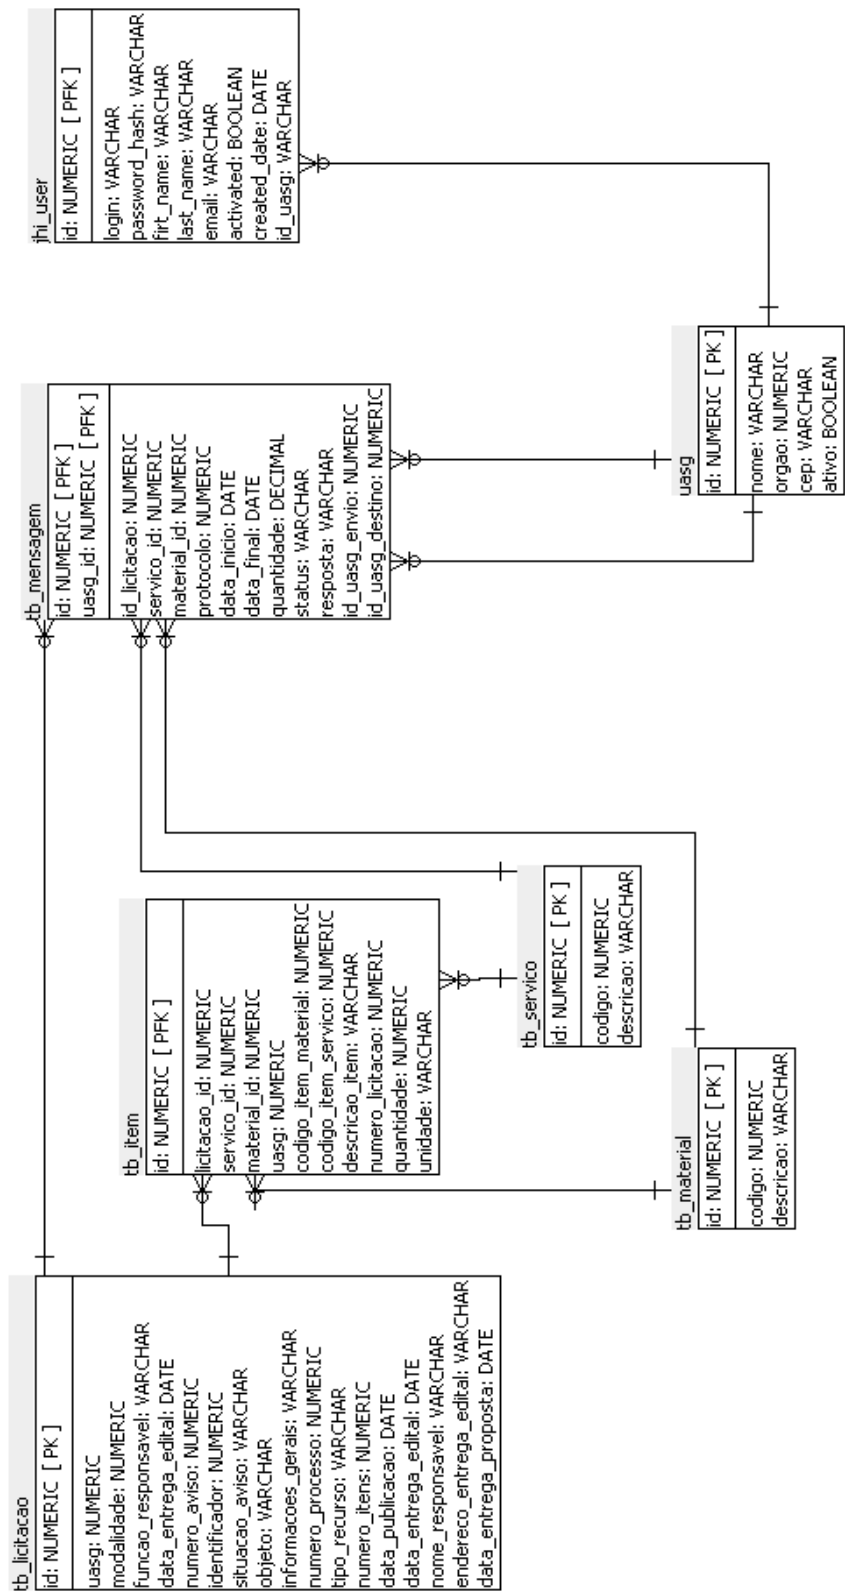 tb_licitacao
id: NUMERIC [ PK ]
uasg: NUMERIC
modalidade: NUMERIC
funcao_responsavel: VARCHAR
data_entrega_edital: DATE
numero_aviso: NUMERIC
identificador: NUMERIC
situacao_aviso: VARCHAR
objeto: VARCHAR
informacoes_gerais: VARCHAR
numero_processo: NUMERIC
tipo_recurso: VARCHAR
numero_itens: NUMERIC
data_publicacao: DATE
data_entrega_edital: DATE
nome_responsavel: VARCHAR
endereco_entrega_edital: VARCHAR
data_entrega_proposta: DATE
tb_item
id: NUMERIC [ PFK ]
licitacao_id: NUMERIC
servico_id: NUMERIC
material_id: NUMERIC
uasg: NUMERIC
codigo_item_material: NUMERIC
codigo_item_servico: NUMERIC
descricao_item: VARCHAR
numero_licitacao: NUMERIC
quantidade: NUMERIC
unidade: VARCHAR
tb_material
id: NUMERIC [ PK ]
codigo: NUMERIC
descricao: VARCHAR
tb_servico
id: NUMERIC [ PK ]
codigo: NUMERIC
descricao: VARCHAR
tb_mensagem
id: NUMERIC [ PFK ]
uasg_id: NUMERIC [ PFK ]
id_licitacao: NUMERIC
servico_id: NUMERIC
material_id: NUMERIC
protocolo: NUMERIC
data_inicio: DATE
data_final: DATE
quantidade: DECIMAL
status: VARCHAR
resposta: VARCHAR
id_uasg_envio: NUMERIC
id_uasg_destino: NUMERIC
uasg
id: NUMERIC [ PK ]
nome: VARCHAR
orgao: NUMERIC
cep: VARCHAR
ativo: BOOLEAN
jhi_user
id: NUMERIC [ PFK ]
login: VARCHAR
password_hash: VARCHAR
firt_name: VARCHAR
last_name: VARCHAR
email: VARCHAR
activated: BOOLEAN
created_date: DATE
id_uasg: VARCHAR